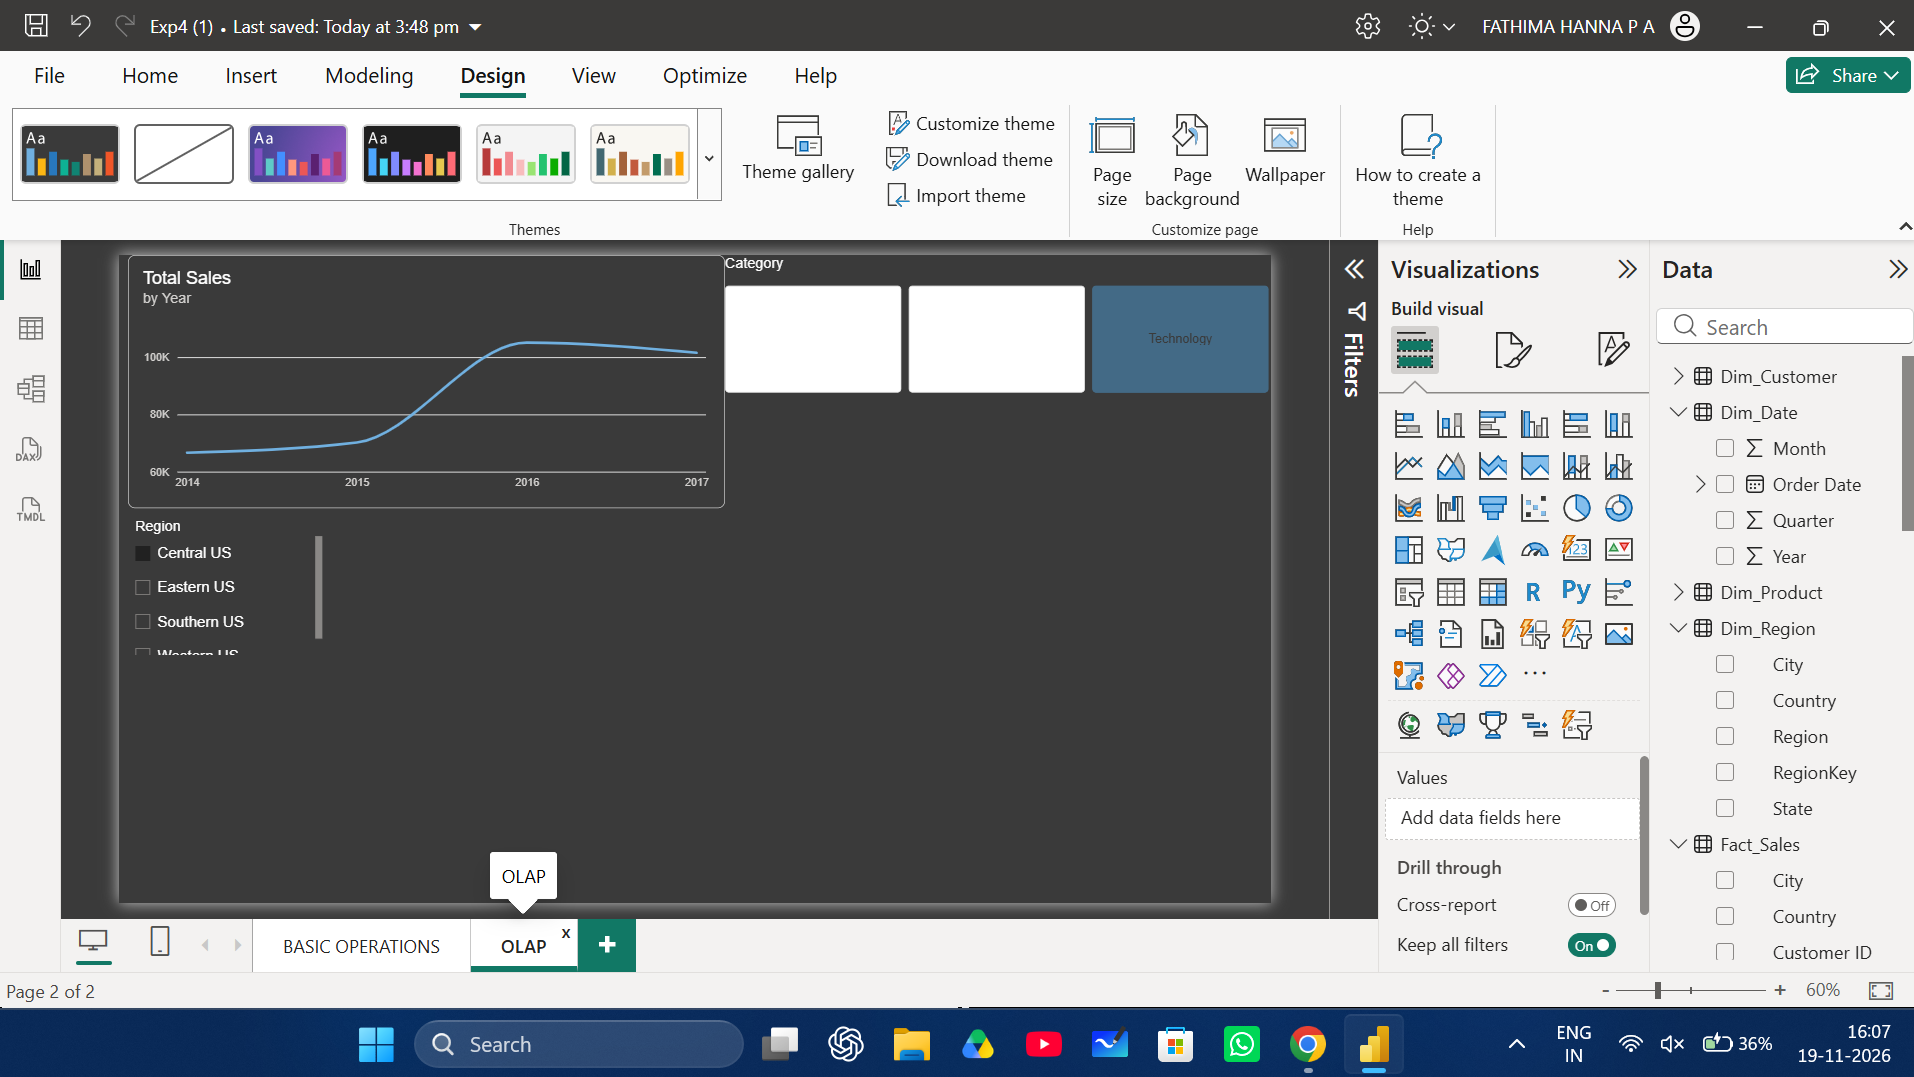 Exp4 (1) • Last saved: Today at 3:48 pm
FATHIMA HANNA P A
File
Home
Insert
Modeling
Design
View
Optimize
Help
Share
Aa
Aa
Aa
Aa
Aa
Theme gallery
Customize theme
Download theme
Import theme
Page
size
Page
background
Wallpaper
How to create a
theme
Themes
Customize page
Help
Total Sales
by Year
100K
80K
60K
2014
2015
2016
2017
Category
Technology
Region
Central US
Eastern US
Southern US
Western US
DAX
TMDL
Filters
Visualizations
Build visual
123
R
Py
Values
Add data fields here
Drill through
Cross-report
Off
Keep all filters
On
Data
Search
Dim_Customer
Dim_Date
Month
Order Date
Quarter
Year
Dim_Product
Dim_Region
City
Country
Region
RegionKey
State
Fact_Sales
City
Country
Customer ID
OLAP
BASIC OPERATIONS
OLAP
x
+
Page 2 of 2
- + 60%
Search
ENG
IN
36%
16:07
19-11-2026